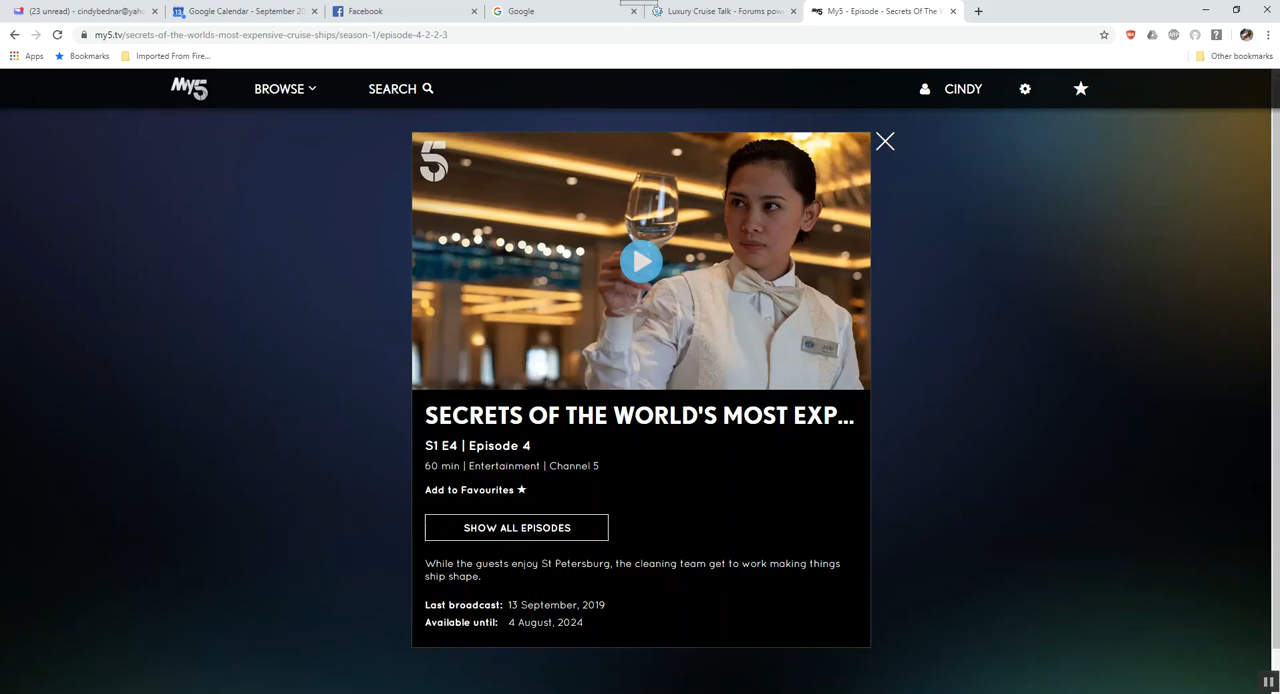 (23 unread) - cindybednar@yah
Google Calendar - September 20
Facebook
Google
Luxury Cruise Talk - Forums pow
My5 - Episode - Secrets Of The W
my5.tv/secrets-of-the-worlds-most-expensive-cruise-ships/season-1/episode-4-2-2-3
Apps
Bookmarks
Imported From Fire...
Other bookmarks
My5
BROWSE
SEARCH
CINDY
5
SECRETS OF THE WORLD'S MOST EXP...
S1 E4 | Episode 4
60 min | Entertainment | Channel 5
Add to Favourites ★
SHOW ALL EPISODES
While the guests enjoy St Petersburg, the cleaning team get to work making things
ship shape.
Last broadcast: 13 September, 2019
Available until: 4 August, 2024